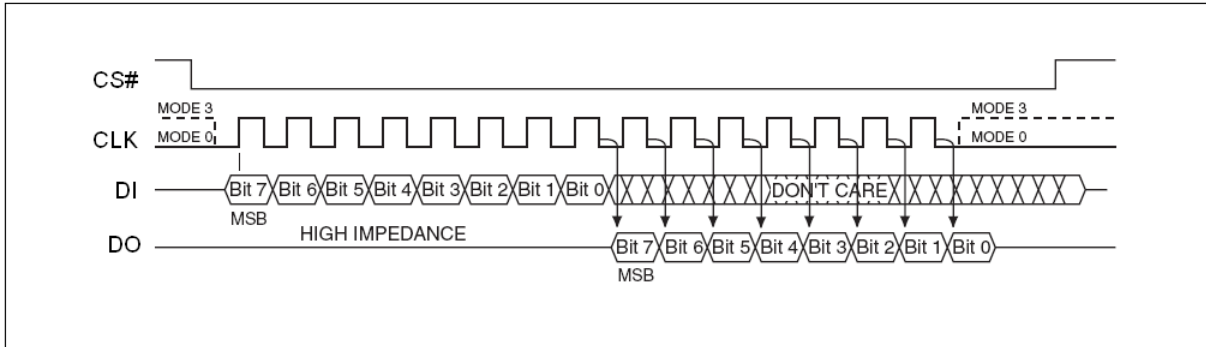 CS#
MODE 3 MODE 3
CLK MODE 0 MODE 0
DI Bit 7 Bit 6 Bit 5 Bit 4 Bit 3 Bit 2 Bit 1 Bit 0 DON'T CARE
MSB
HIGH IMPEDANCE
DO Bit 7 Bit 6 Bit 5 Bit 4 Bit 3 Bit 2 Bit 1 Bit 0
MSB